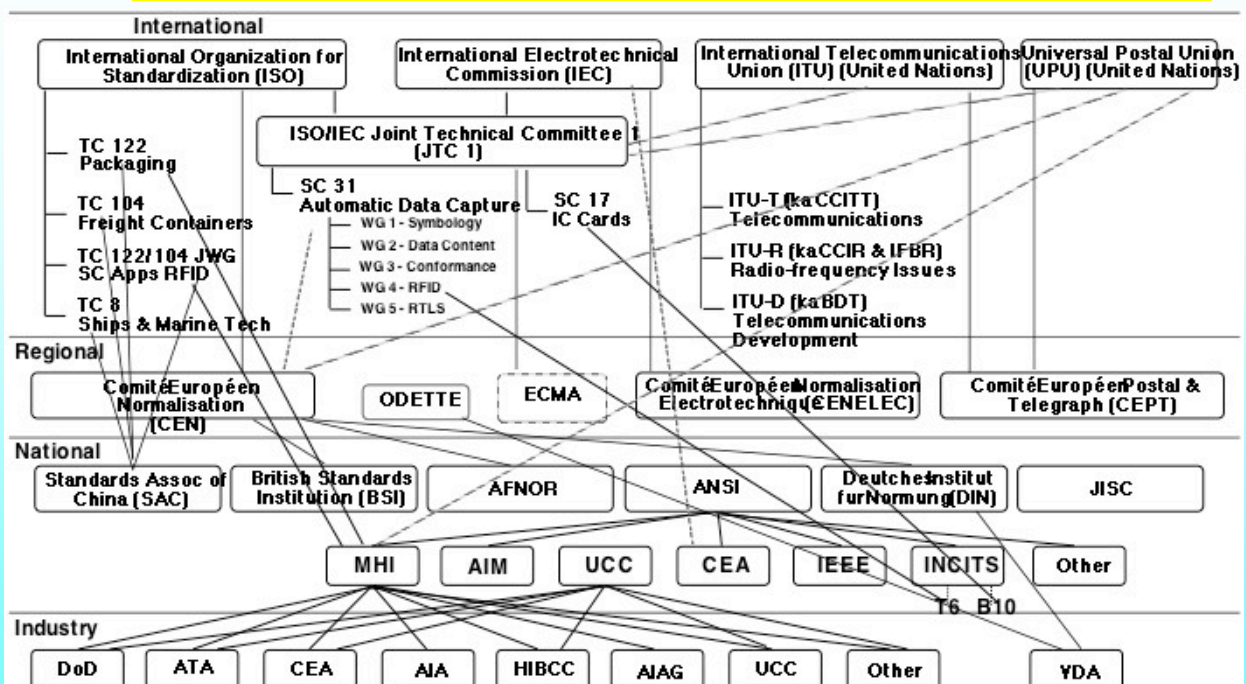 International
International Organization for
Standardization (ISO)
International Electrotechnical
Commission (IEC)
International Telecommunications
Union (ITU) (United Nations)
Universal Postal Union
(UPU) (United Nations)
ISO/IEC Joint Technical Committee 1
(JTC 1)
TC 122
Packaging
TC 104
Freight Containers
TC 122/104 JWG
SC Apps RFID
TC 8
Ships & Marine Tech
SC 31
Automatic Data Capture
WG 1 - Symbology
WG 2 - Data Content
WG 3 - Conformance
WG 4 - RFID
WG 5 - RTLS
SC 17
IC Cards
ITU-T (kaCCITT)
Telecommunications
ITU-R (kaCCIR & IFBR)
Radio-frequency Issues
ITU-D (kaBDT)
Telecommunications
Development
Regional
Comité Européen
Normalisation
(CEN)
ODETTE
ECMA
Comité Européen Normalisation
Electrotechnique (CENELEC)
Comité Européen Postal &
Telegraph (CEPT)
National
Standards Assoc of
China (SAC)
British Standards
Institution (BSI)
AFNOR
ANSI
Deutches Institut
fur Normung (DIN)
JISC
MHI
AIM
UCC
CEA
IEEE
INCITS
Other
T6
B10
Industry
DoD
ATA
CEA
AIA
HIBCC
AIAG
UCC
Other
VDA